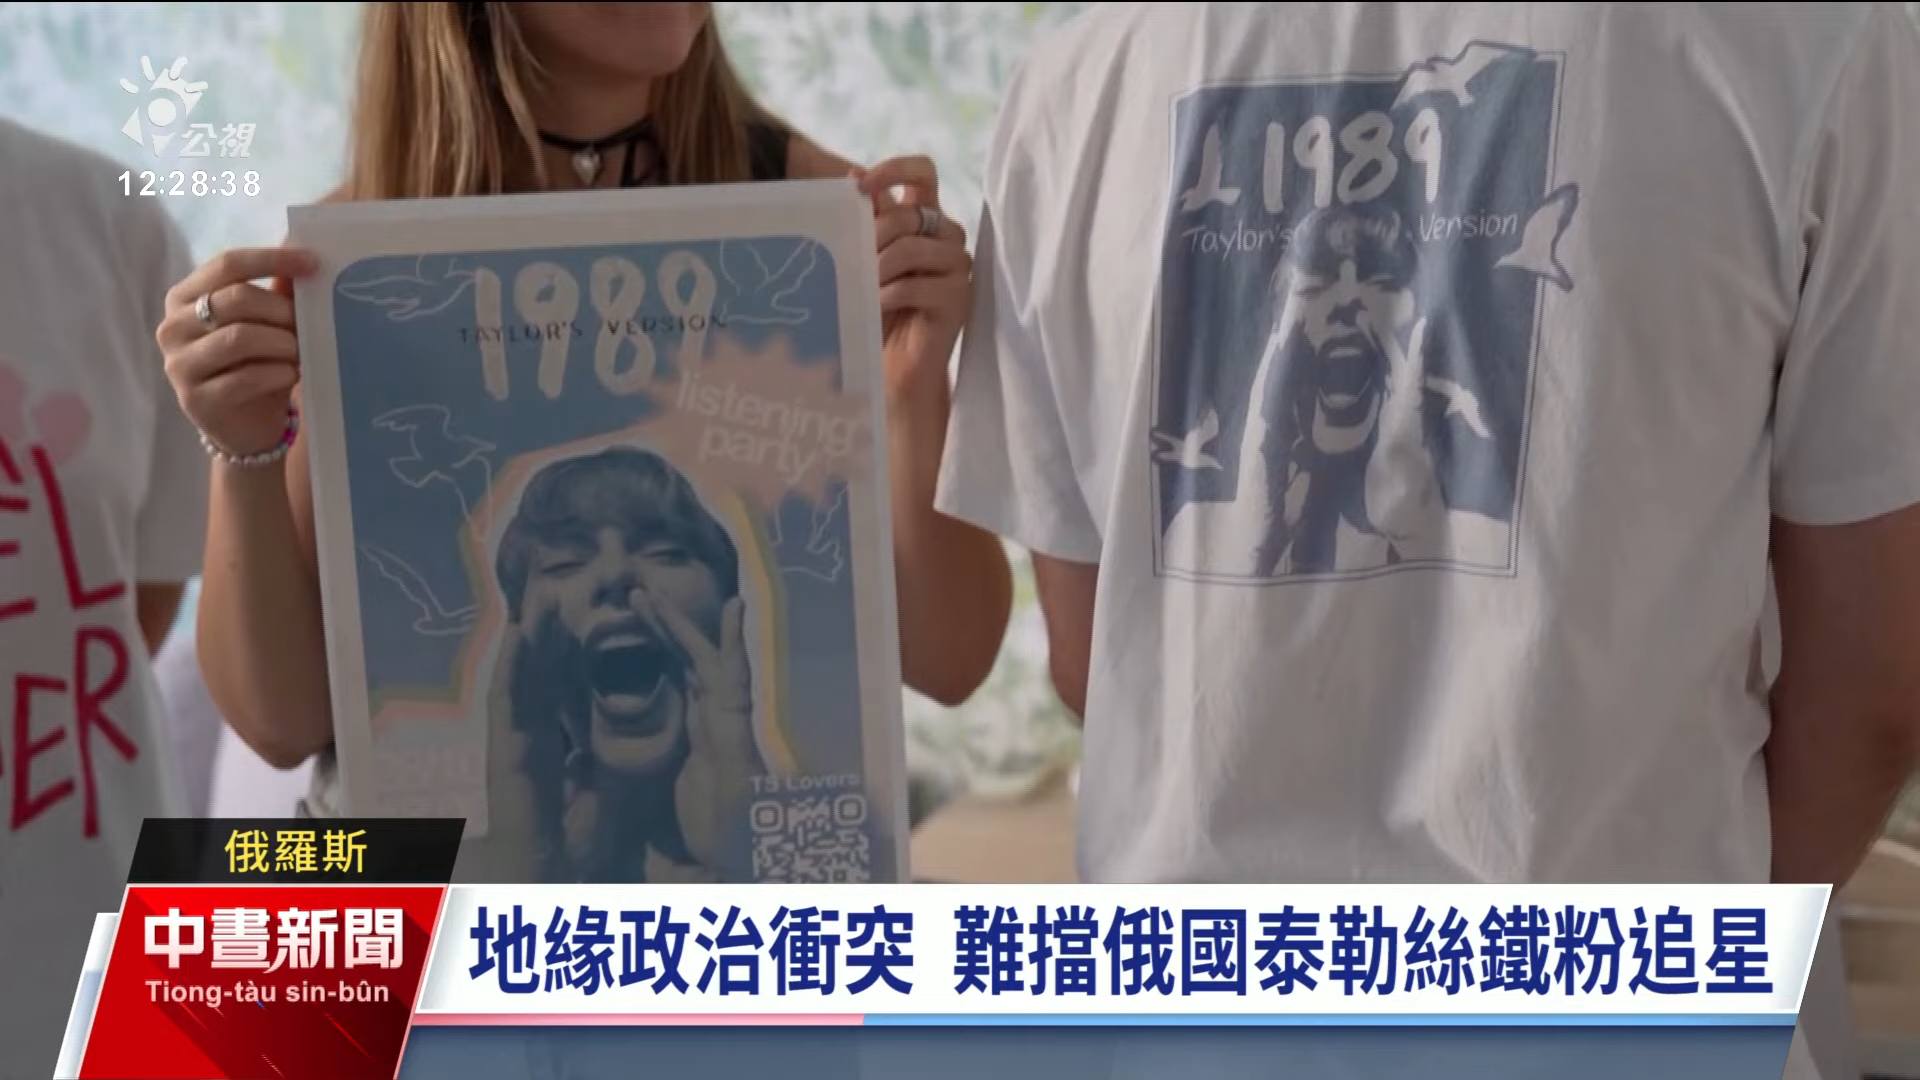 公視
12:28:38
1989
TAYLOR'S VERSION
listening
party
TS Lovers
1989
Taylor's Version
EL
ER
俄羅斯
中晝新聞
Tiong-tàu sin-bûn
地緣政治衝突 難擋俄國泰勒絲鐵粉追星